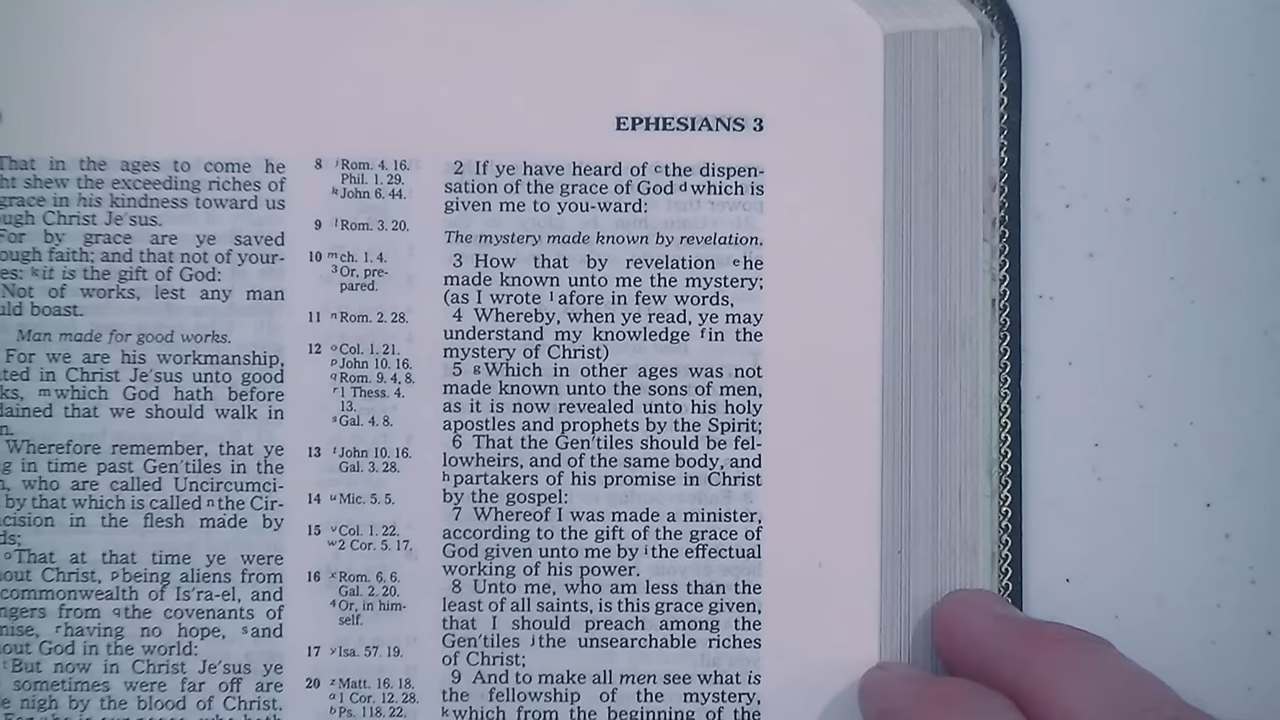 EPHESIANS 3
That in the ages to come he
shew the exceeding riches of
grace in his kindness toward us
Christ Je'sus.
For by grace are ye saved
faith; and that not of your-
k it is the gift of God:
Not of works, lest any man
boast.
Man made for good works.
For we are his workmanship,
in Christ Je'sus unto good
m which God hath before
that we should walk in
Wherefore remember, that ye
in time past Gen'tiles in the
who are called Uncircumci-
by that which is called n the Cir-
cision in the flesh made by
o That at that time ye were
Christ, p being aliens from
commonwealth of Is'ra-el, and
from q the covenants of
r having no hope, s and
God in the world:
t But now in Christ Je'sus ye
sometimes were far off are
nigh by the blood of Christ.
8 j Rom. 4. 16.
Phil. 1. 29.
k John 6. 44.
9 l Rom. 3. 20.
10 m ch. 1. 4.
3 Or, pre-
pared.
11 n Rom. 2. 28.
12 o Col. 1. 21.
p John 10. 16.
q Rom. 9. 4, 8.
r 1 Thess. 4.
13.
s Gal. 4. 8.
13 t John 10. 16.
Gal. 3. 28.
14 u Mic. 5. 5.
15 v Col. 1. 22.
w 2 Cor. 5. 17.
16 x Rom. 6. 6.
Gal. 2. 20.
4 Or, in him-
self.
17 y Isa. 57. 19.
20 z Matt. 16. 18.
a 1 Cor. 12. 28.
b Ps. 118. 22.
2 If ye have heard of c the dispen-
sation of the grace of God d which is
given me to you-ward:
The mystery made known by revelation.
3 How that by revelation e he
made known unto me the mystery;
(as I wrote 1 afore in few words,
4 Whereby, when ye read, ye may
understand my knowledge f in the
mystery of Christ)
5 g Which in other ages was not
made known unto the sons of men,
as it is now revealed unto his holy
apostles and prophets by the Spirit;
6 That the Gen'tiles should be fel-
lowheirs, and of the same body, and
h partakers of his promise in Christ
by the gospel:
7 Whereof I was made a minister,
according to the gift of the grace of
God given unto me by i the effectual
working of his power.
8 Unto me, who am less than the
least of all saints, is this grace given,
that I should preach among the
Gen'tiles j the unsearchable riches
of Christ;
9 And to make all men see what is
the fellowship of the mystery,
k which from the beginning of the